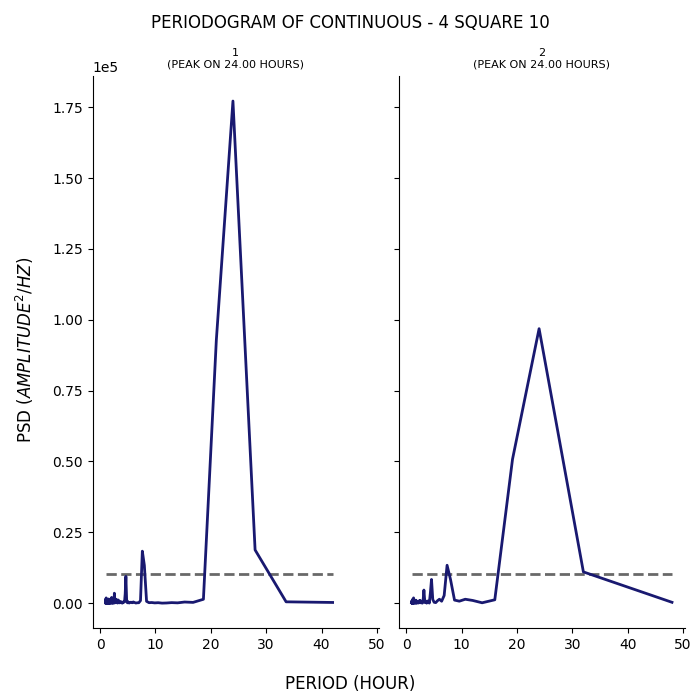 PERIODOGRAM OF CONTINUOUS - 4 SQUARE 10
1
(PEAK ON 24.00 HOURS)
2
(PEAK ON 24.00 HOURS)
1e5
1.75
1.50
1.25
1.00
0.75
0.50
0.25
0.00
PSD (AMPLITUDE²/HZ)
0 10 20 30 40 50
0 10 20 30 40 50
PERIOD (HOUR)